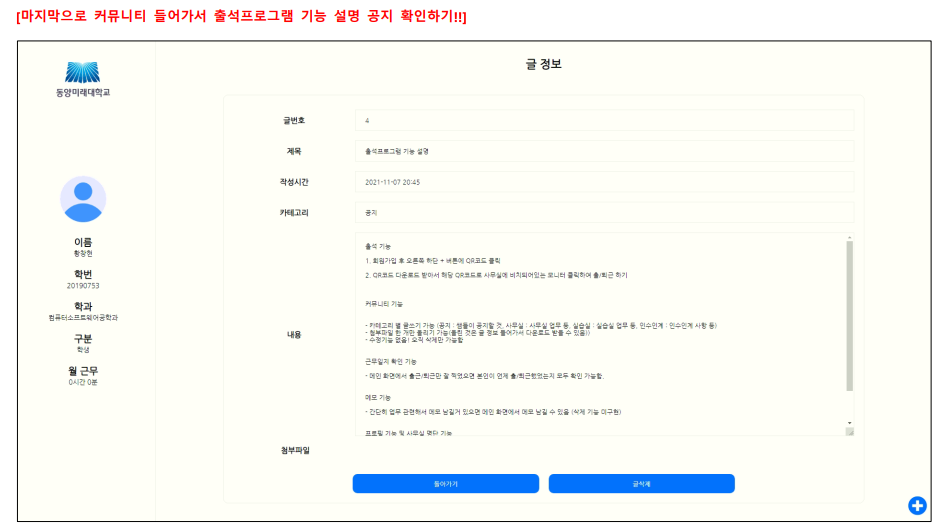 [마지막으로 커뮤니티 들어가서 출석프로그램 기능 설명 공지 확인하기!!]
동양미래대학교
이름
황창현
학번
20190753
학과
컴퓨터소프트웨어공학과
구분
학생
월 근무
0시간 0분
글 정보
글번호
4
제목
출석프로그램 기능 설명
작성시간
2021-11-07 20:45
카테고리
공지
내용
출석 기능
1. 회원가입 후 오른쪽 하단 + 버튼에 QR코드 클릭
2. QR코드 다운로드 받아서 해당 QR코드로 사무실에 비치되어있는 모니터 클릭하여 출/퇴근 하기
커뮤니티 기능
- 카테고리 별 글쓰기 가능 (공지 : 쌤들이 공지할 것, 사무실 : 사무실 업무 등, 실습실 : 실습실 업무 등, 인수인계 : 인수인계 사항 등)
- 첨부파일 한 개만 올리기 가능(올린 것은 글 정보 들어가서 다운로드 받을 수 있음))
- 수정기능 없음! 오직 삭제만 가능함
근무일지 확인 기능
- 메인 화면에서 출근/퇴근만 잘 찍었으면 본인이 언제 출/퇴근했었는지 모두 확인 가능함.
메모 기능
- 간단히 업무 관련해서 메모 남길거 있으면 메인 화면에서 메모 남길 수 있음 (삭제 기능 미구현)
프로필 기능 및 사무실 명단 기능
첨부파일
돌아가기
글삭제